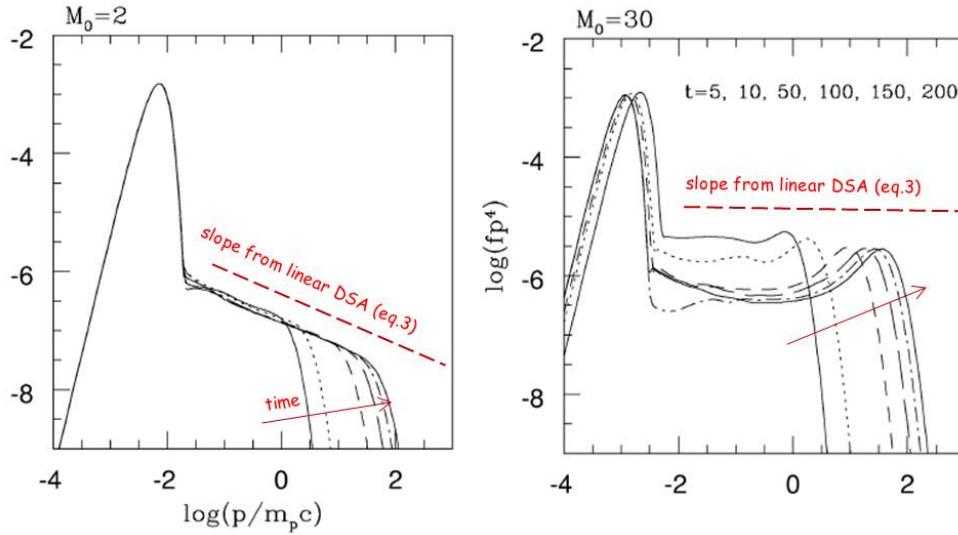 M₀=2
-2
-4
-6
-8
slope from linear DSA (eq.3)
time
-4
-2
0
2
log(p/mₚc)
M₀=30
-2
-4
-6
-8
log(fp⁴)
t=5, 10, 50, 100, 150, 200
slope from linear DSA (eq.3)
-4
-2
0
2